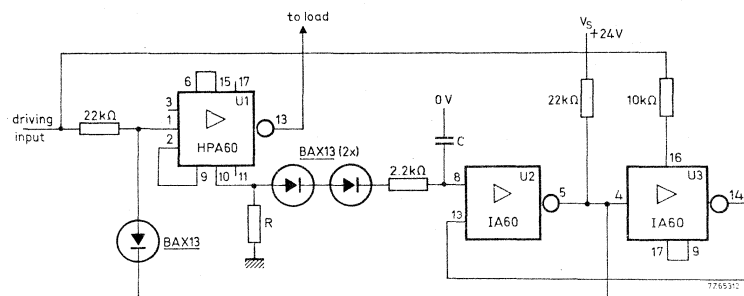 to load
V_S
+24V
6
15
17
U1
3
1
2
13
HPA60
9
10
11
driving
input
22kΩ
BAX13
BAX13 (2x)
R
0 V
C
2.2kΩ
8
13
U2
5
IA60
22kΩ
10kΩ
16
4
U3
14
IA60
17
9
7Z65312